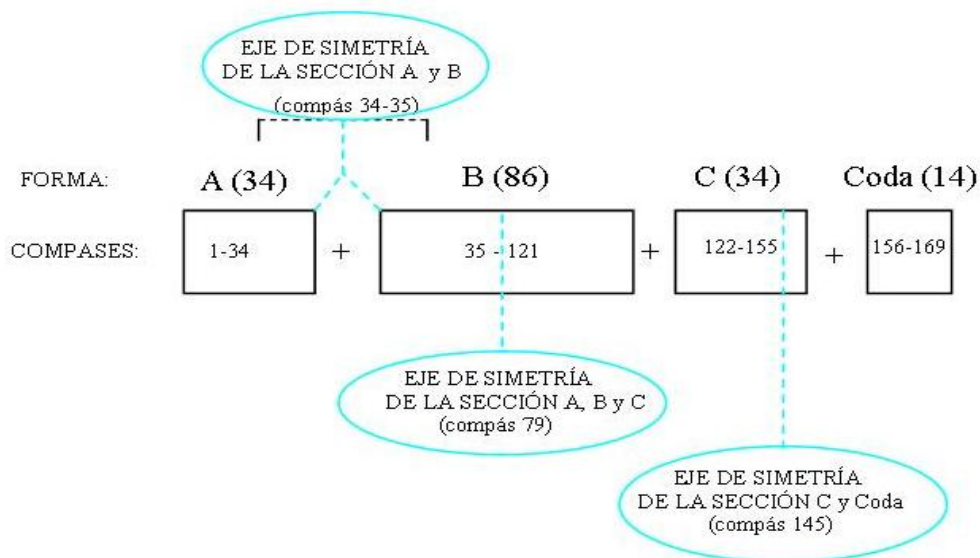 EJE DE SIMETRÍA
DE LA SECCIÓN A y B
(compás 34-35)
FORMA: A (34) B (86) C (34) Coda (14)
COMPASES: 1-34 + 35 - 121 + 122-155 + 156-169
EJE DE SIMETRÍA
DE LA SECCIÓN A, B y C
(compás 79)
EJE DE SIMETRÍA
DE LA SECCIÓN C y Coda
(compás 145)